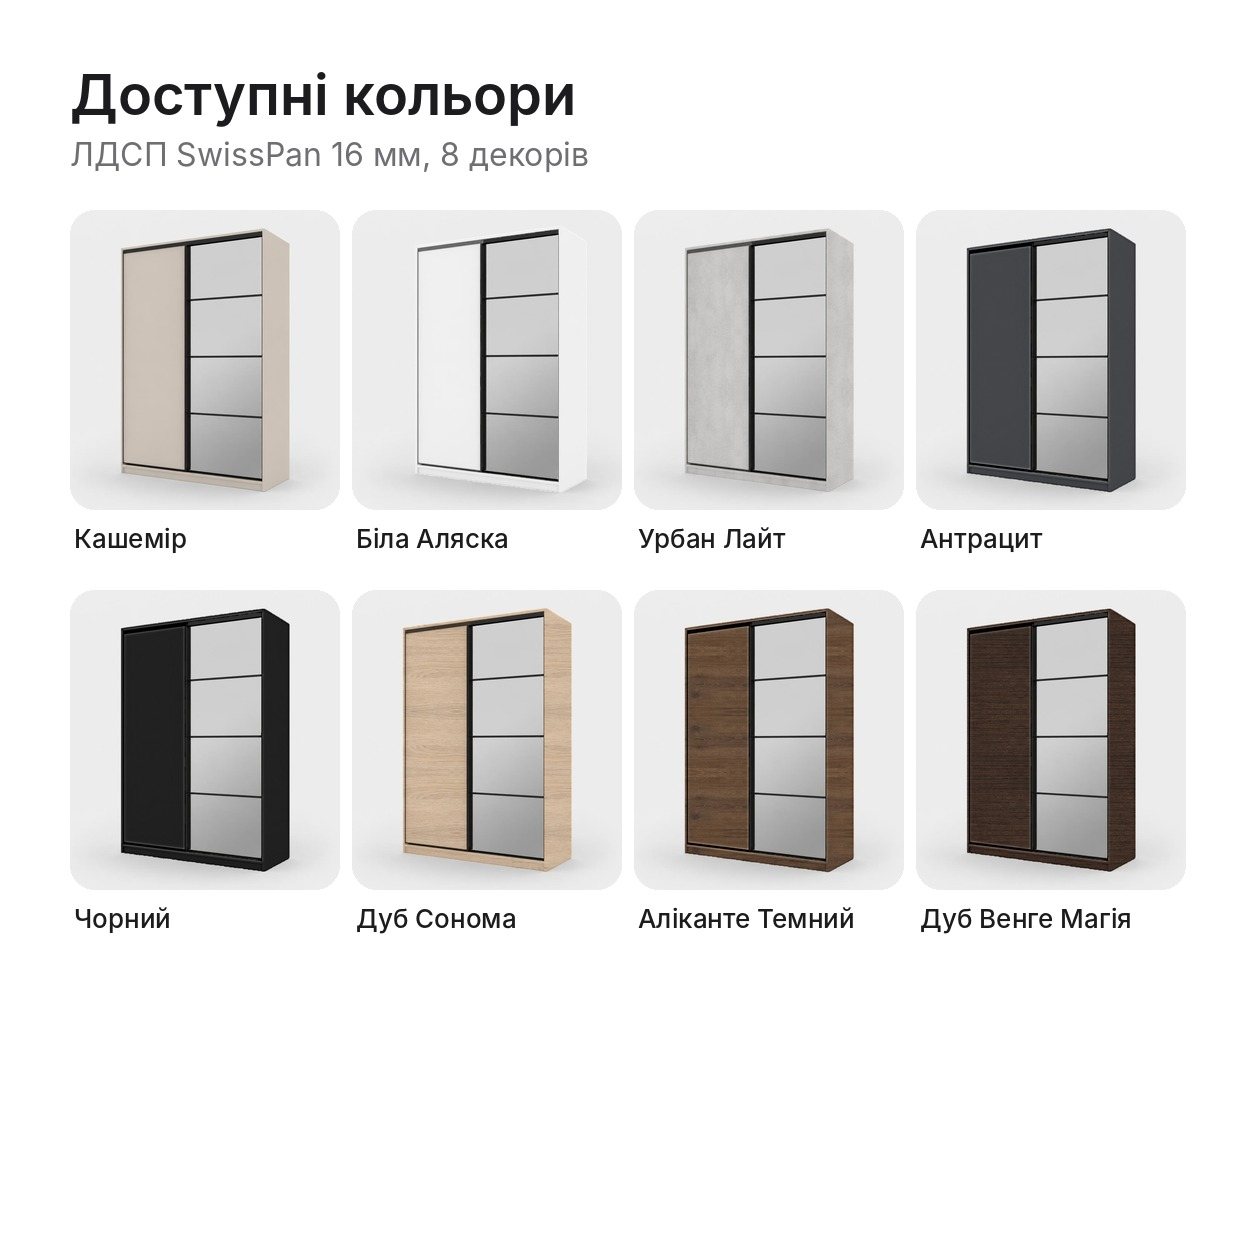 Доступні кольори
ЛДСП SwissPan 16 мм, 8 декорів
Кашемір
Біла Аляска
Урбан Лайт
Антрацит
Чорний
Дуб Сонома
Аліканте Темний
Дуб Венге Магія